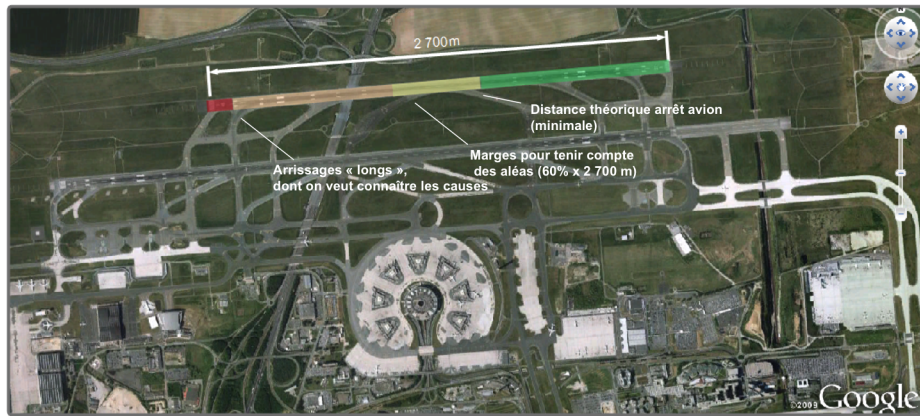 2 700m
Distance théorique arrêt avion
(minimale)
Marges pour tenir compte
des aléas (60% x 2 700 m)
Arrissages « longs »,
dont on veut connaître les causes
©2008 Google